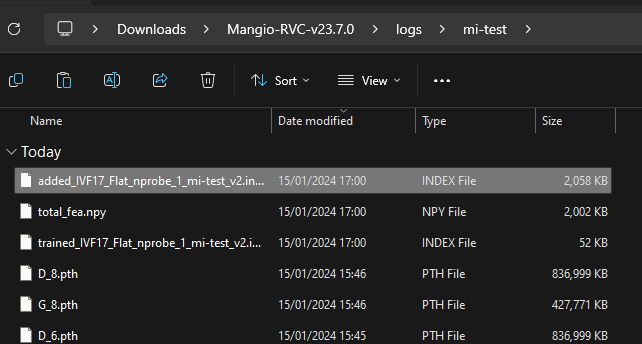 Downloads > Mangio-RVC-v23.7.0 > logs > mi-test >
Sort View ...
Name Date modified Type Size
Today
added_IVF17_Flat_nprobe_1_mi-test_v2.in... 15/01/2024 17:00 INDEX File 2,058 KB
total_fea.npy 15/01/2024 17:00 NPY File 2,002 KB
trained_IVF17_Flat_nprobe_1_mi-test_v2.i... 15/01/2024 17:00 INDEX File 52 KB
D_8.pth 15/01/2024 15:46 PTH File 836,999 KB
G_8.pth 15/01/2024 15:46 PTH File 427,771 KB
D_6.pth 15/01/2024 15:45 PTH File 836,999 KB